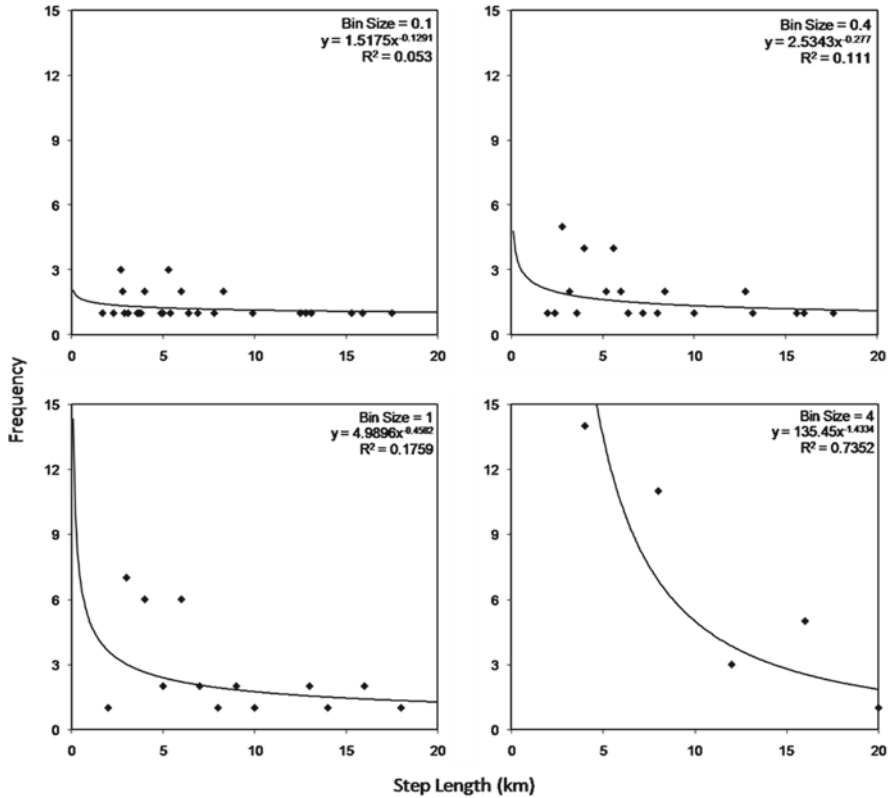 Bin Size = 0.1
y = 1.5175x-0.1291
R2 = 0.053
15
12
9
6
3
0
0 5 10 15 20
Bin Size = 0.4
y = 2.5343x-0.277
R2 = 0.111
15
12
9
6
3
0
0 5 10 15 20
Frequency
Bin Size = 1
y = 4.9896x-0.4582
R2 = 0.1759
15
12
9
6
3
0
0 5 10 15 20
Bin Size = 4
y = 135.45x-1.4334
R2 = 0.7352
15
12
9
6
3
0
0 5 10 15 20
Step Length (km)